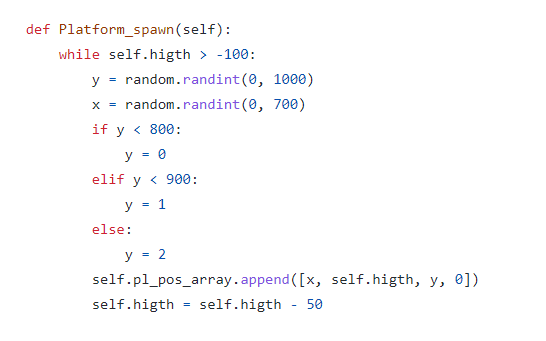 def Platform_spawn(self):
    while self.higth > -100:
        y = random.randint(0, 1000)
        x = random.randint(0, 700)
        if y < 800:
            y = 0
        elif y < 900:
            y = 1
        else:
            y = 2
        self.pl_pos_array.append([x, self.higth, y, 0])
        self.higth = self.higth - 50